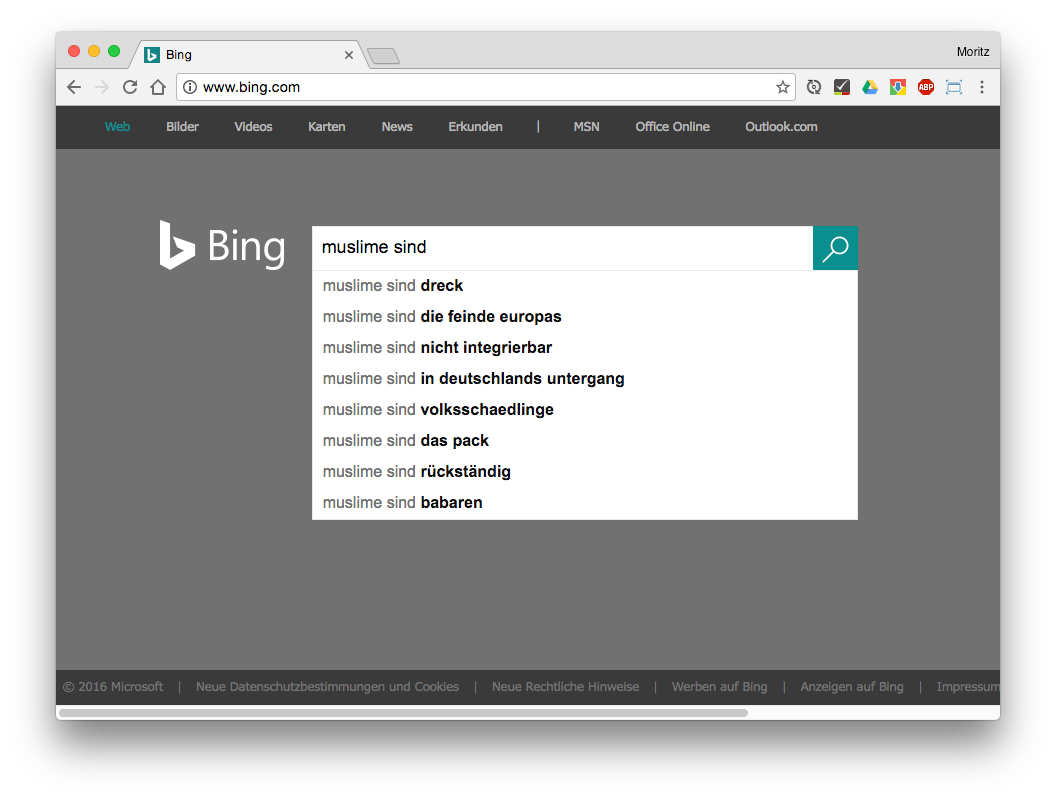 Bing
Moritz
www.bing.com
ABP
Web Bilder Videos Karten News Erkunden | MSN Office Online Outlook.com
Bing
muslime sind
muslime sind dreck
muslime sind die feinde europas
muslime sind nicht integrierbar
muslime sind in deutschlands untergang
muslime sind volksschaedlinge
muslime sind das pack
muslime sind rückständig
muslime sind babaren
© 2016 Microsoft | Neue Datenschutzbestimmungen und Cookies | Neue Rechtliche Hinweise | Werben auf Bing | Anzeigen auf Bing | Impressum